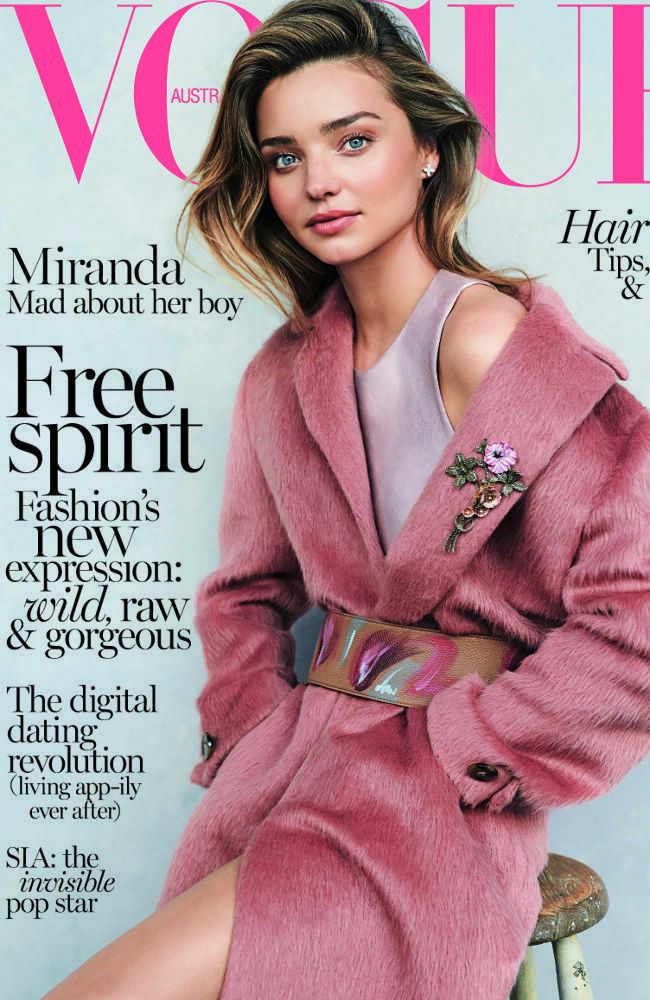 VOGUE
AUSTR
Miranda
Mad about her boy
Hair
Tips,
&
Free
spirit
Fashion's
new
expression:
wild, raw
& gorgeous
The digital
dating
revolution
(living app-ily
ever after)
SIA: the
invisible
pop star